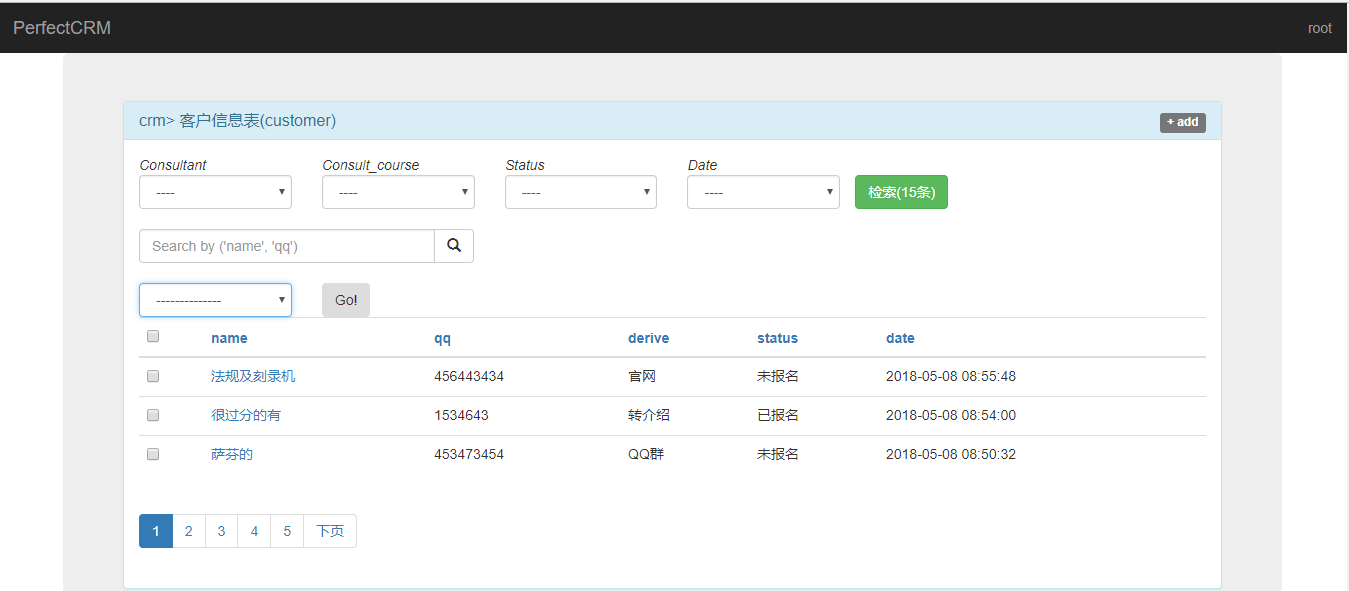 PerfectCRM root
crm> 客户信息表(customer) + add
Consultant Consult_course Status Date
---- ---- ---- ---- 检索(15条)
Search by ('name', 'qq')
-------------- Go!
name qq derive status date
法规及刻录机 456443434 官网 未报名 2018-05-08 08:55:48
很过分的有 1534643 转介绍 已报名 2018-05-08 08:54:00
萨芬的 453473454 QQ群 未报名 2018-05-08 08:50:32
1 2 3 4 5 下页